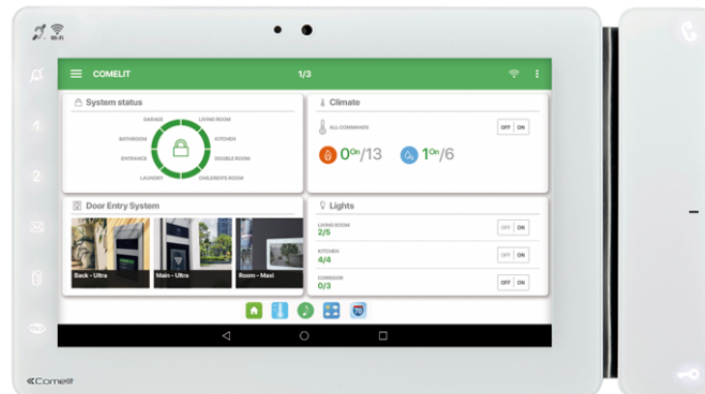 Wi-Fi
COMELIT
1/3
System status
GARAGE
LIVING ROOM
BATHROOM
KITCHEN
ENTRANCE
DOUBLE ROOM
LAUNDRY
CHILDREN'S ROOM
Climate
ALL COMMANDS
OFF ON
0On/13
1On/6
Door Entry System
Back - Ultra
Main - Ultra
Room - Maxi
Lights
LIVING ROOM
2/5
OFF ON
KITCHEN
4/4
OFF ON
CORRIDOR
0/3
OFF ON
1
2
70
Comelit